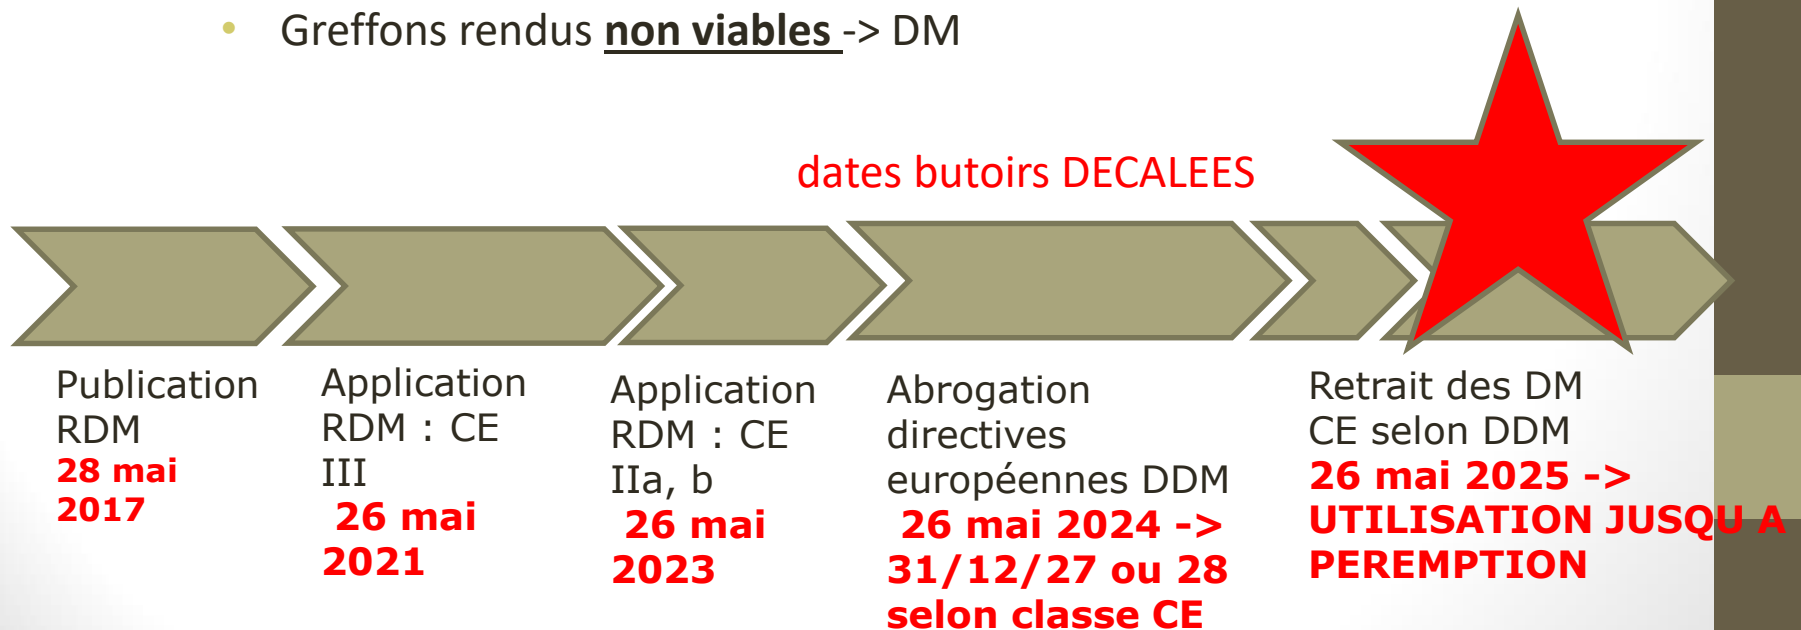 • Greffons rendus non viables -> DM
dates butoirs DECALEES
Publication
RDM
28 mai
2017
Application
RDM : CE
III
26 mai
2021
Application
RDM : CE
IIa, b
26 mai
2023
Abrogation
directives
européennes DDM
26 mai 2024 ->
31/12/27 ou 28
selon classe CE
Retrait des DM
CE selon DDM
26 mai 2025 ->
UTILISATION JUSQU A
PEREMPTION